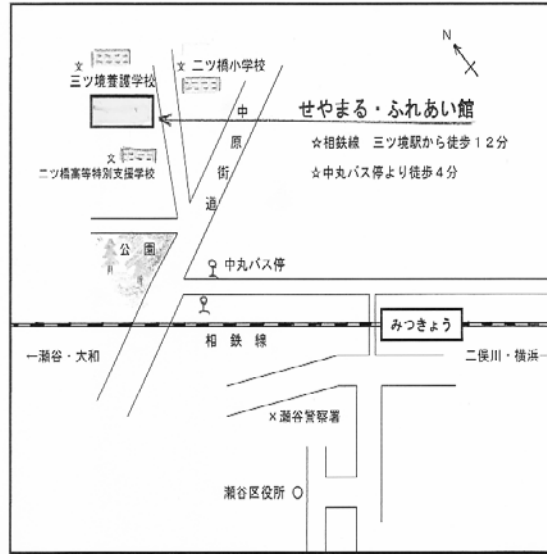 N
文
三ツ境養護学校
文
二ツ橋小学校
中原街道
せやまる・ふれあい館
☆相鉄線 三ツ境駅から徒歩12分
☆中丸バス停より徒歩4分
文
二ツ橋高等特別支援学校
公園
中丸バス停
みつきょう
相鉄線
←瀬谷・大和
二俣川・横浜→
×瀬谷警察署
瀬谷区役所 ○